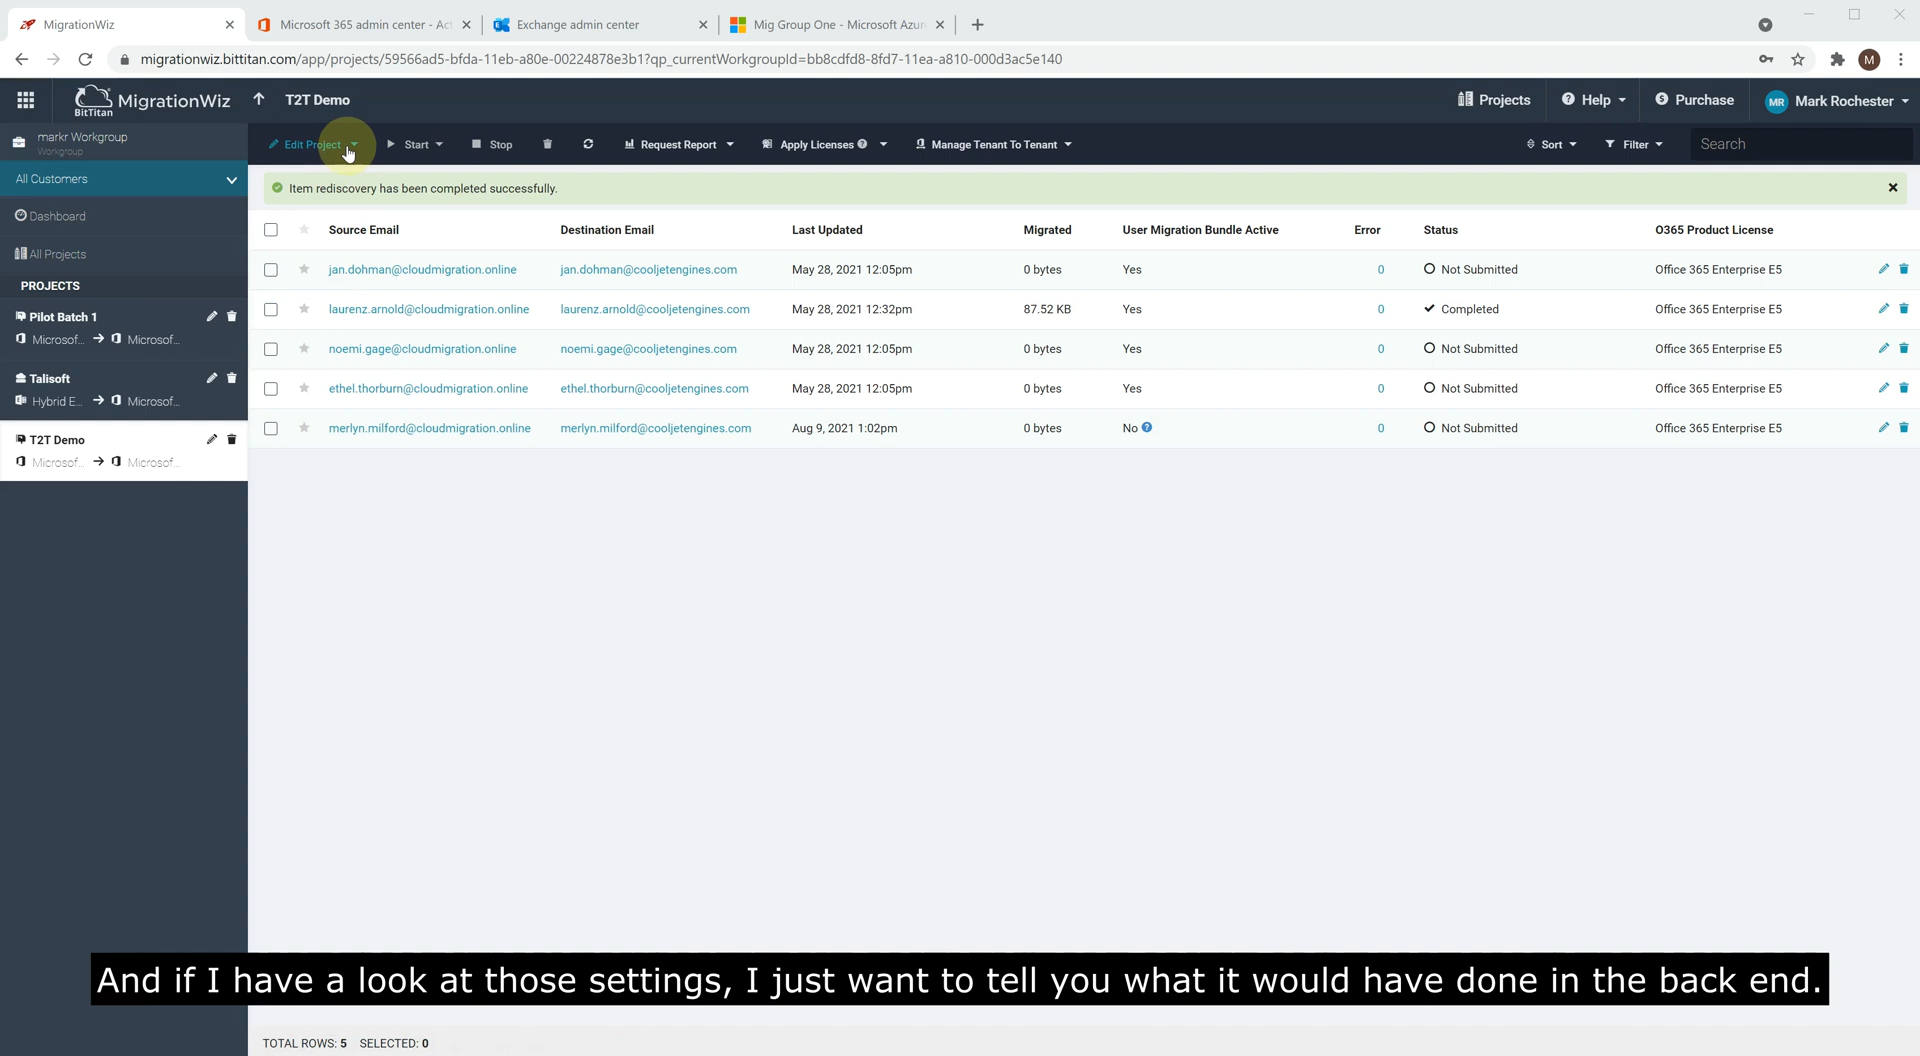 MigrationWiz
Microsoft 365 admin center - Act
Exchange admin center
Mig Group One - Microsoft Azure
migrationwiz.bittitan.com/app/projects/59566ad5-bfda-11eb-a80e-00224878e3b1?qp_currentWorkgroupId=bb8cdfd8-8fd7-11ea-a810-000d3ac5e140
M
BitTitan MigrationWiz
T2T Demo
Projects
Help
Purchase
MR Mark Rochester
markr Workgroup
Workgroup
Edit Project
Start
Stop
Request Report
Apply Licenses
Manage Tenant To Tenant
Sort
Filter
Search
All Customers
Dashboard
All Projects
PROJECTS
Pilot Batch 1
Microsof... Microsof...
Talisoft
Hybrid E... Microsof...
T2T Demo
Microsof... Microsof...
Item rediscovery has been completed successfully.
Source Email Destination Email Last Updated Migrated User Migration Bundle Active Error Status O365 Product License
jan.dohman@cloudmigration.online jan.dohman@cooljetengines.com May 28, 2021 12:05pm 0 bytes Yes 0 Not Submitted Office 365 Enterprise E5
laurenz.arnold@cloudmigration.online laurenz.arnold@cooljetengines.com May 28, 2021 12:32pm 87.52 KB Yes 0 Completed Office 365 Enterprise E5
noemi.gage@cloudmigration.online noemi.gage@cooljetengines.com May 28, 2021 12:05pm 0 bytes Yes 0 Not Submitted Office 365 Enterprise E5
ethel.thorburn@cloudmigration.online ethel.thorburn@cooljetengines.com May 28, 2021 12:05pm 0 bytes Yes 0 Not Submitted Office 365 Enterprise E5
merlyn.milford@cloudmigration.online merlyn.milford@cooljetengines.com Aug 9, 2021 1:02pm 0 bytes No 0 Not Submitted Office 365 Enterprise E5
And if I have a look at those settings, I just want to tell you what it would have done in the back end.
TOTAL ROWS: 5 SELECTED: 0